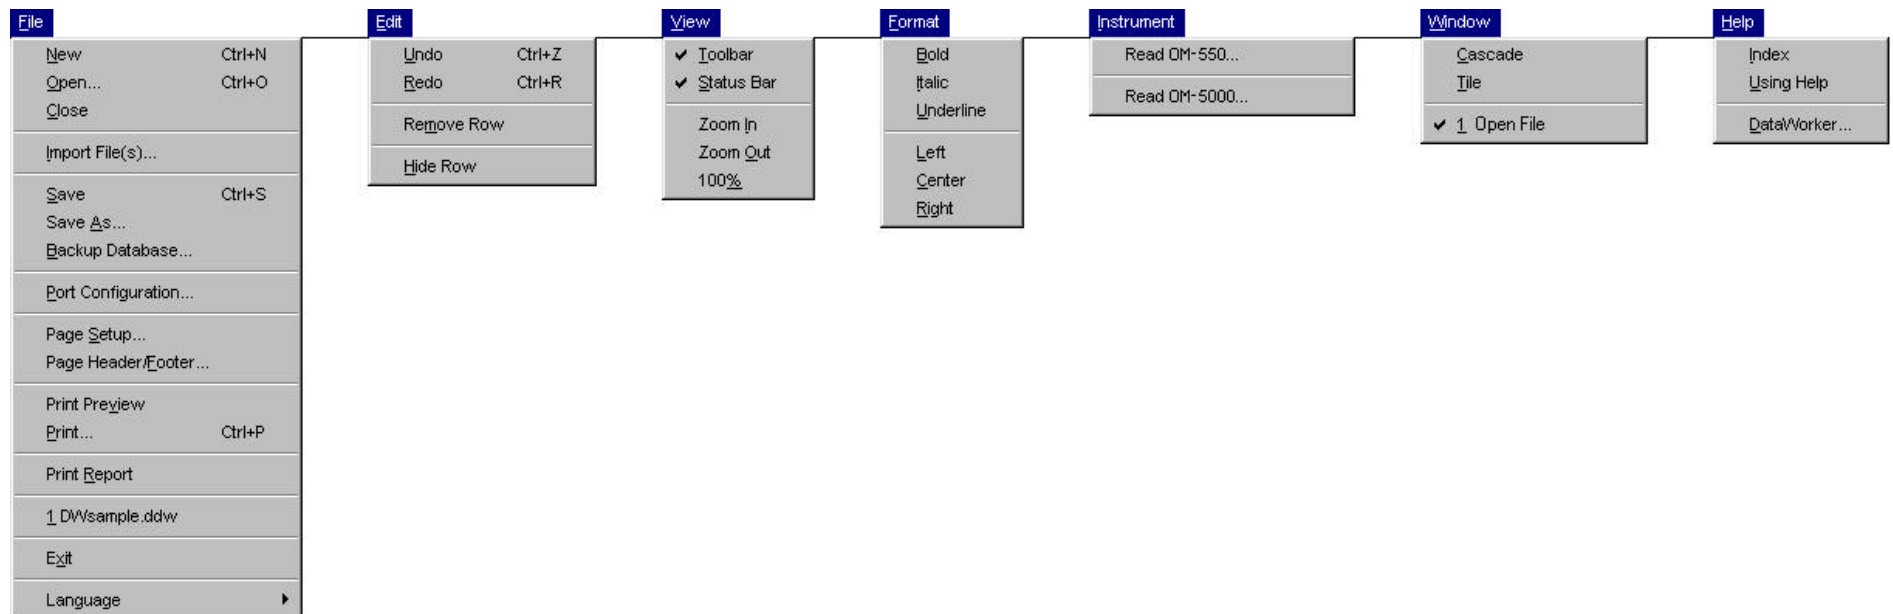 File
New Ctrl+N
Open... Ctrl+O
Close
Import File(s)...
Save Ctrl+S
Save As...
Backup Database...
Port Configuration...
Page Setup...
Page Header/Footer...
Print Preview
Print... Ctrl+P
Print Report
1 DWsample.ddw
Exit
Language
Edit
Undo Ctrl+Z
Redo Ctrl+R
Remove Row
Hide Row
View
Toolbar
Status Bar
Zoom In
Zoom Out
100%
Format
Bold
Italic
Underline
Left
Center
Right
Instrument
Read OM-550...
Read OM-5000...
Window
Cascade
Tile
1 Open File
Help
Index
Using Help
DataWorker...